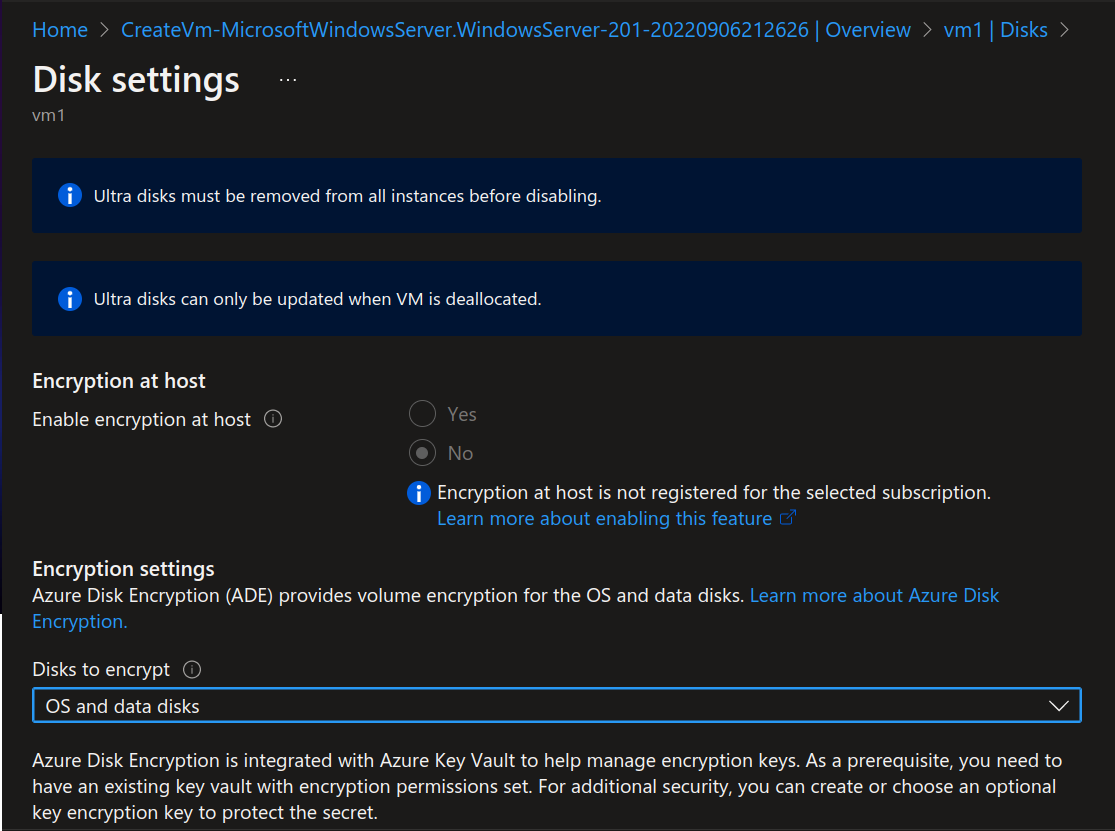 Home > CreateVm-MicrosoftWindowsServer.WindowsServer-201-20220906212626 | Overview > vm1 | Disks >
Disk settings ...
vm1
Ultra disks must be removed from all instances before disabling.
Ultra disks can only be updated when VM is deallocated.
Encryption at host
Enable encryption at host
Yes
No
Encryption at host is not registered for the selected subscription.
Learn more about enabling this feature
Encryption settings
Azure Disk Encryption (ADE) provides volume encryption for the OS and data disks. Learn more about Azure Disk
Encryption.
Disks to encrypt
OS and data disks
Azure Disk Encryption is integrated with Azure Key Vault to help manage encryption keys. As a prerequisite, you need to
have an existing key vault with encryption permissions set. For additional security, you can create or choose an optional
key encryption key to protect the secret.